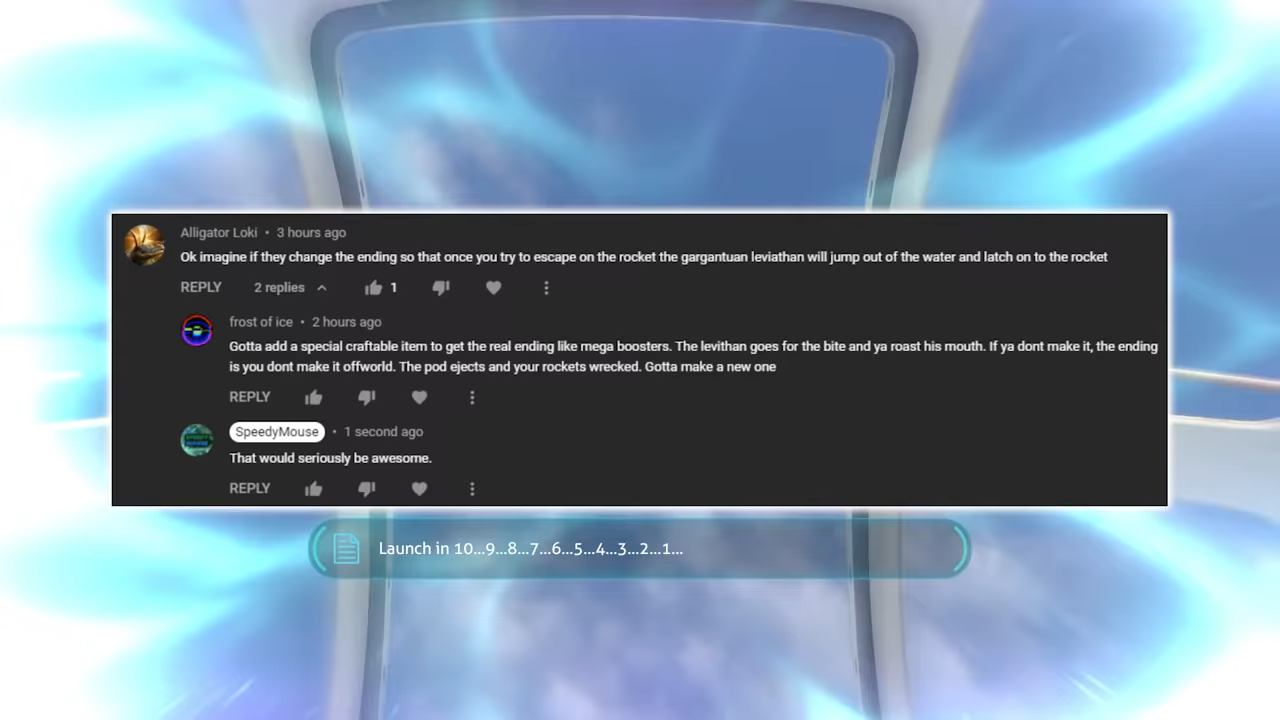 Alligator Loki • 3 hours ago
Ok imagine if they change the ending so that once you try to escape on the rocket the gargantuan leviathan will jump out of the water and latch on to the rocket
REPLY 2 replies 1
frost of ice • 2 hours ago
Gotta add a special craftable item to get the real ending like mega boosters. The levithan goes for the bite and ya roast his mouth. If ya dont make it, the ending
is you dont make it offworld. The pod ejects and your rockets wrecked. Gotta make a new one
REPLY
SpeedyMouse • 1 second ago
That would seriously be awesome.
REPLY
Launch in 10...9...8...7...6...5...4...3...2...1...